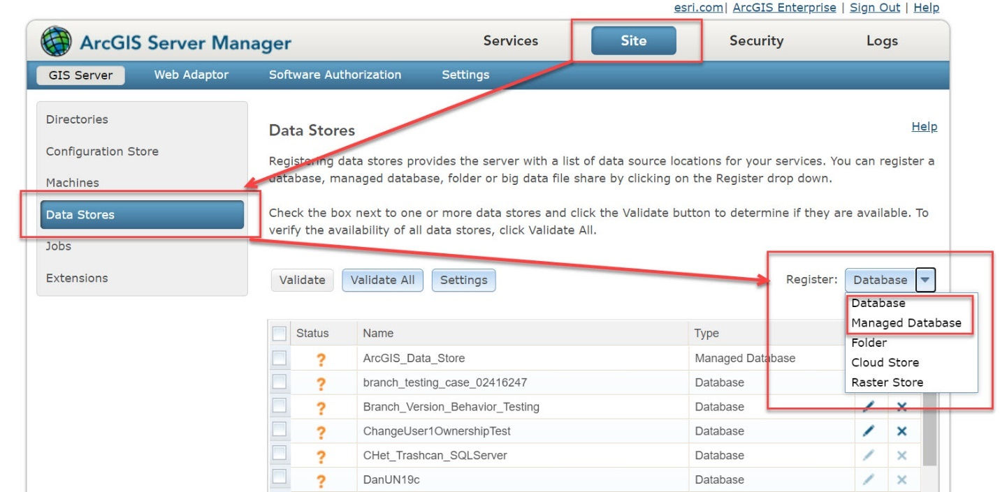 esri.com| ArcGIS Enterprise | Sign Out | Help
ArcGIS Server Manager Services Site Security Logs
GIS Server Web Adaptor Software Authorization Settings
Directories
Configuration Store
Machines
Data Stores
Jobs
Extensions
Data Stores Help
Registering data stores provides the server with a list of data source locations for your services. You can register a
database, managed database, folder or big data file share by clicking on the Register drop down.
Check the box next to one or more data stores and click the Validate button to determine if they are available. To
verify the availability of all data stores, click Validate All.
Validate Validate All Settings Register: Database
Database
Managed Database
Folder
Cloud Store
Raster Store
Status Name Type
? ArcGIS_Data_Store Managed Database
? branch_testing_case_02416247 Database
? Branch_Version_Behavior_Testing Database
? ChangeUser1OwnershipTest Database
? CHet_Trashcan_SQLServer Database
? DanUN19c Database